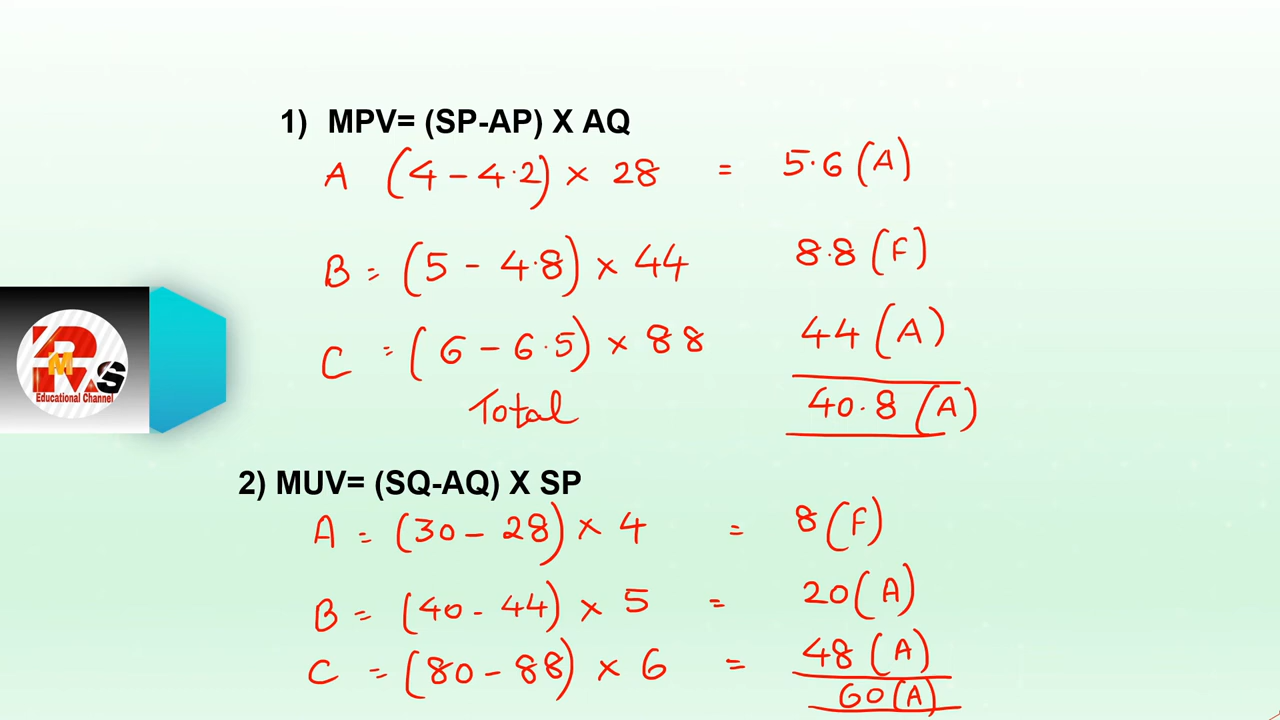 1) MPV= (SP-AP) X AQ
A (4 - 4.2) × 28 = 5.6 (A)
B = (5 - 4.8) × 44 8.8 (F)
C = (6 - 6.5) × 88 44 (A)
Total 40.8 (A)
2) MUV= (SQ-AQ) X SP
A = (30 - 28) × 4 = 8 (F)
B = (40 - 44) × 5 = 20 (A)
C = (80 - 88) × 6 = 48 (A)
60 (A)
Educational Channel